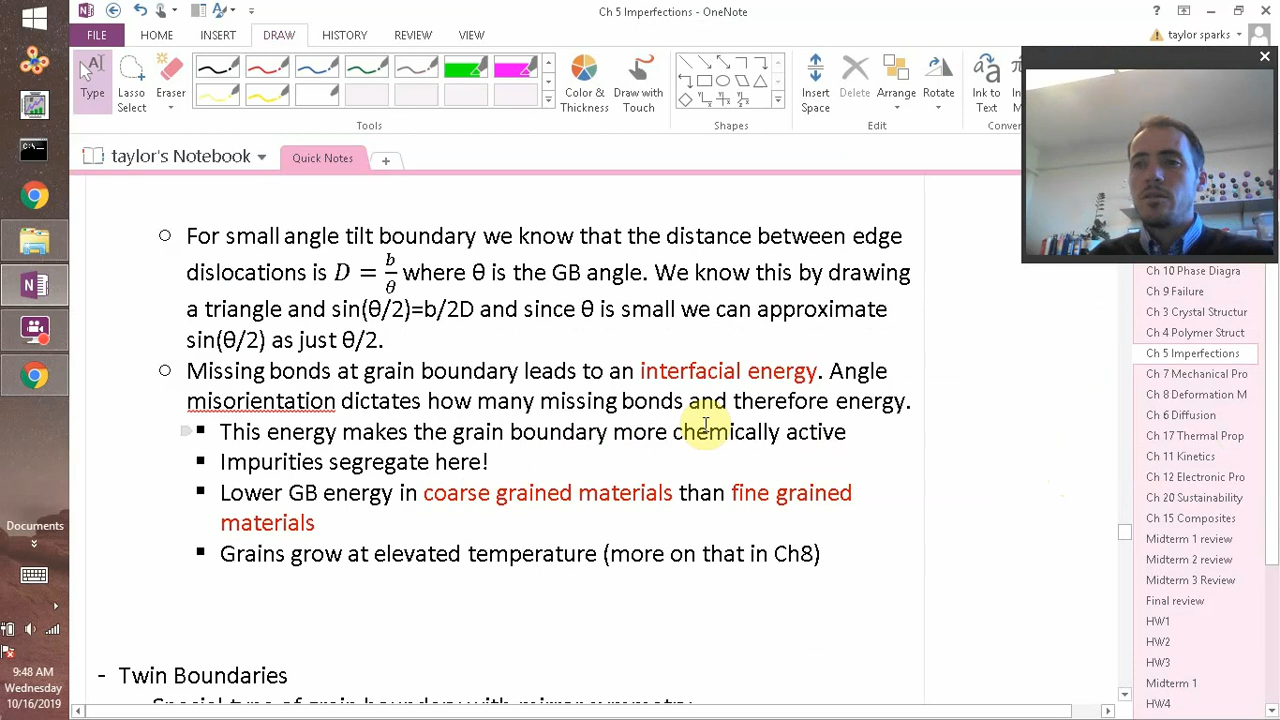 Ch 5 Imperfections - OneNote
taylor sparks
FILE HOME INSERT DRAW HISTORY REVIEW VIEW
Type
Lasso Select
Eraser
Color & Thickness
Draw with Touch
Insert Space
Delete
Arrange
Rotate
Ink to Text
In
M
Tools
Shapes
Edit
Conver
taylor's Notebook
Quick Notes
For small angle tilt boundary we know that the distance between edge
dislocations is D = b/θ where θ is the GB angle. We know this by drawing
a triangle and sin(θ/2)=b/2D and since θ is small we can approximate
sin(θ/2) as just θ/2.
Missing bonds at grain boundary leads to an interfacial energy. Angle
misorientation dictates how many missing bonds and therefore energy.
This energy makes the grain boundary more chemically active
Impurities segregate here!
Lower GB energy in coarse grained materials than fine grained
materials
Grains grow at elevated temperature (more on that in Ch8)
- Twin Boundaries
Special type of grain boundary with mirror symmetry
Ch 10 Phase Diagra
Ch 9 Failure
Ch 3 Crystal Structur
Ch 4 Polymer Struct
Ch 5 Imperfections
Ch 7 Mechanical Pro
Ch 8 Deformation M
Ch 6 Diffusion
Ch 17 Thermal Prop
Ch 11 Kinetics
Ch 12 Electronic Pro
Ch 20 Sustainability
Ch 15 Composites
Midterm 1 review
Midterm 2 review
Midterm 3 Review
Final review
HW1
HW2
HW3
Midterm 1
HW4
Documents
9:48 AM
Wednesday
10/16/2019